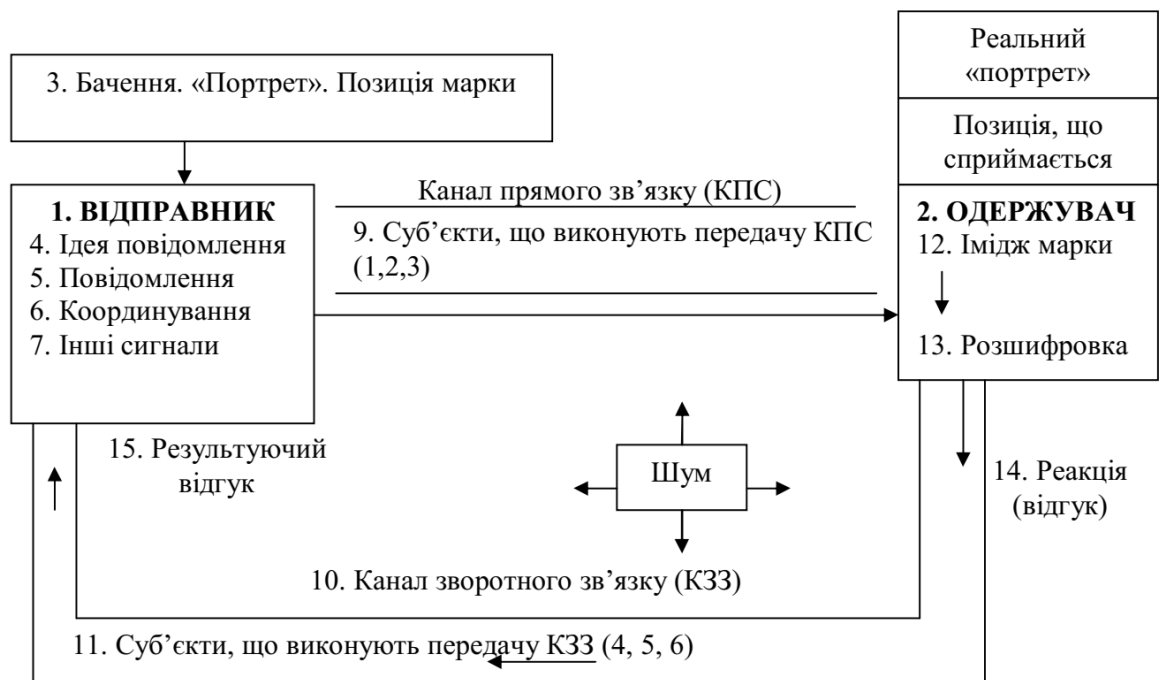 3. Бачення. «Портрет». Позиція марки
Реальний
«портрет»
Позиція, що
сприймається
1. ВІДПРАВНИК
4. Ідея повідомлення
5. Повідомлення
6. Координування
7. Інші сигнали
Канал прямого зв’язку (КПС)
9. Суб’єкти, що виконують передачу КПС
(1,2,3)
2. ОДЕРЖУВАЧ
12. Імідж марки
13. Розшифровка
15. Результуючий
відгук
Шум
14. Реакція
(відгук)
10. Канал зворотного зв’язку (КЗЗ)
11. Суб’єкти, що виконують передачу КЗЗ (4, 5, 6)